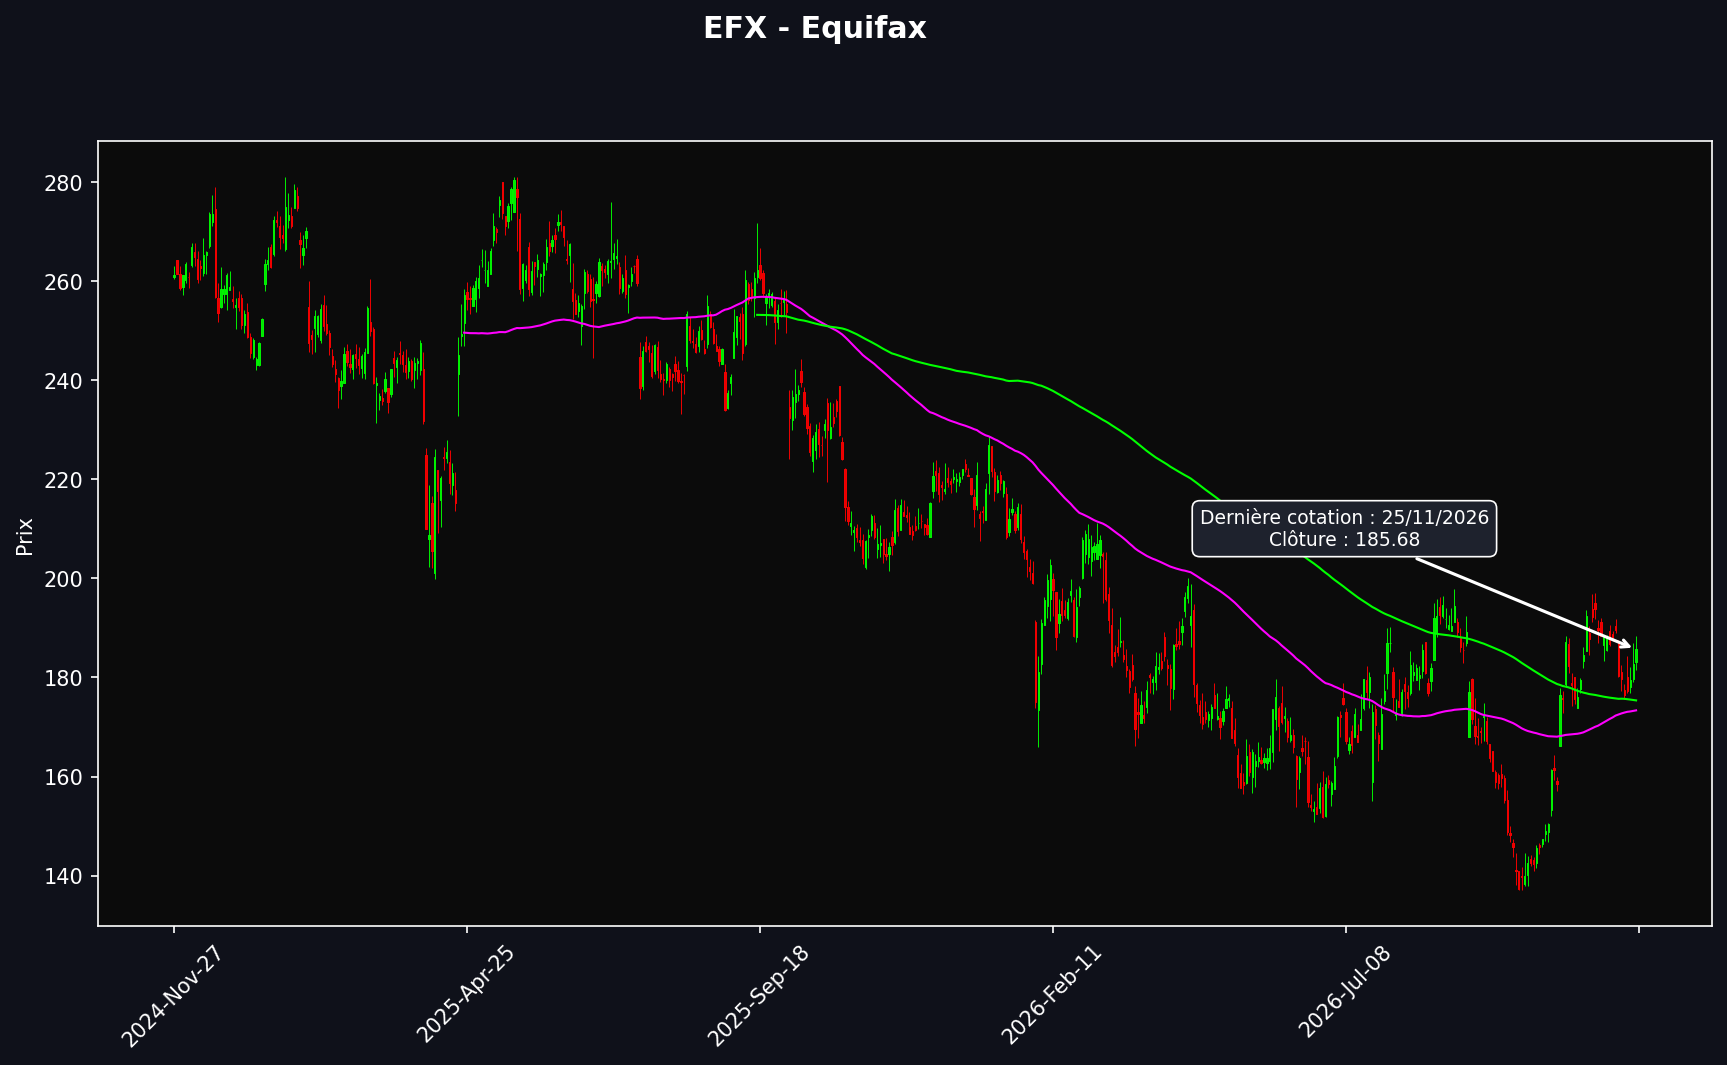 EFX - Equifax
Prix
280
260
240
220
200
180
160
140
Dernière cotation : 25/11/2026
Clôture : 185.68
2024-Nov-27
2025-Apr-25
2025-Sep-18
2026-Feb-11
2026-Jul-08